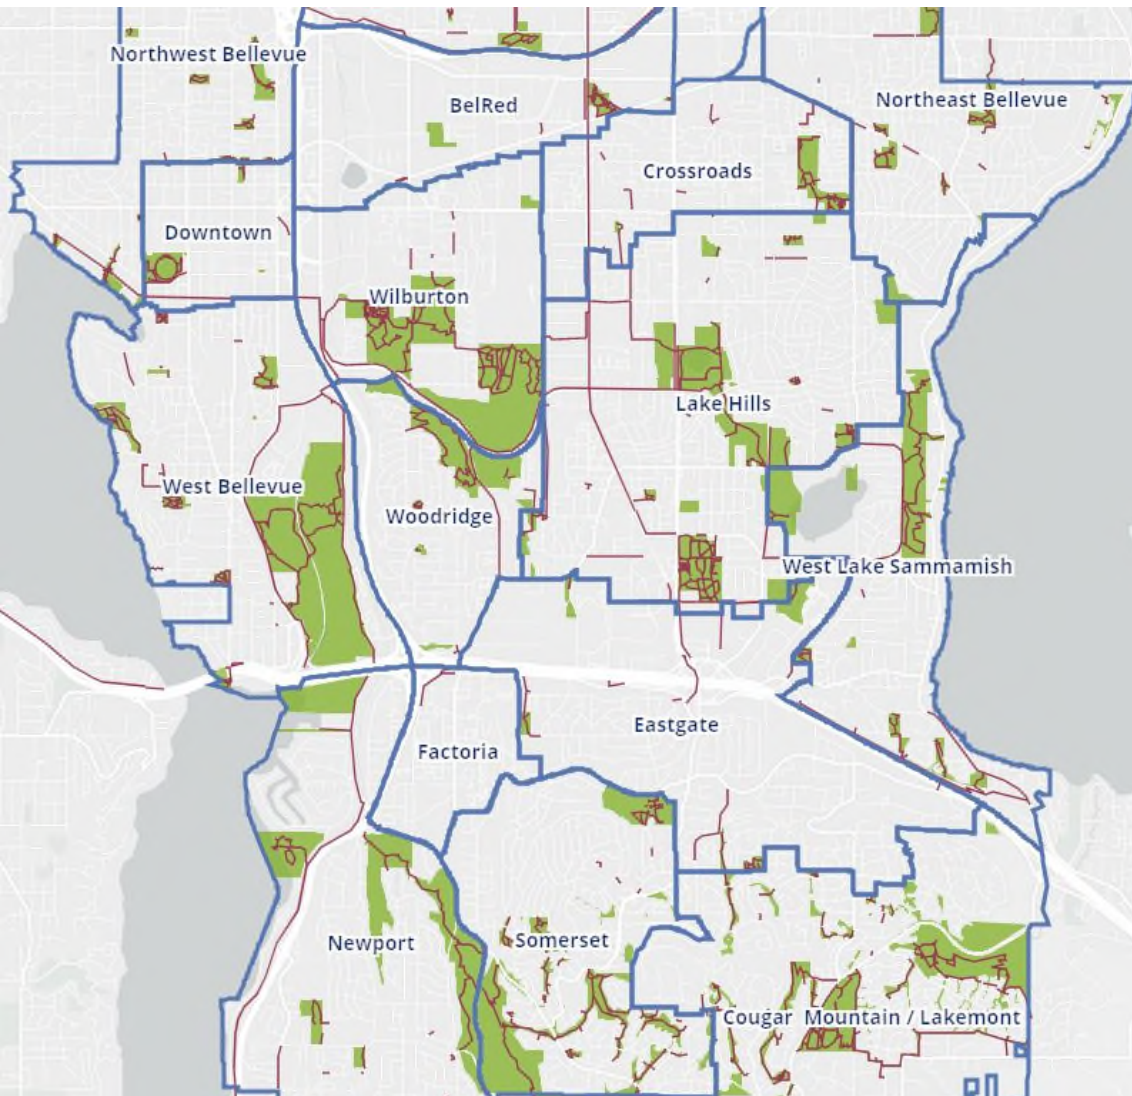 Northwest Bellevue
BelRed
Northeast Bellevue
Crossroads
Downtown
Wilburton
Lake Hills
West Bellevue
Woodridge
West Lake Sammamish
Eastgate
Factoria
Newport
Somerset
Cougar Mountain / Lakemont